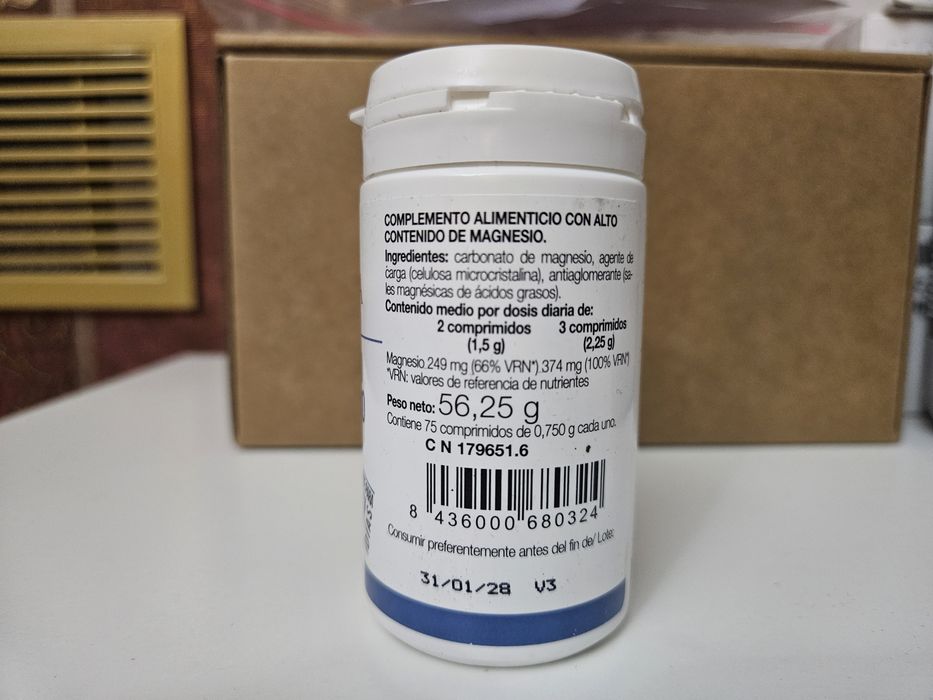 COMPLEMENTO ALIMENTICIO CON ALTO
CONTENIDO DE MAGNESIO.
Ingredientes: carbonato de magnesio, agente de
carga (celulosa microcristalina), antiaglomerante (sa-
les magnésicas de ácidos grasos).
Contenido medio por dosis diaria de:
2 comprimidos 3 comprimidos
(1,5 g) (2,25 g)
Magnesio 249 mg (66% VRN*) 374 mg (100% VRN*)
*VRN: valores de referencia de nutrientes
Peso neto: 56,25 g
Contiene 75 comprimidos de 0,750 g cada uno.
C N 179651.6
8 436000 680324
Consumir preferentemente antes del fin de/ Lote:
31/01/28 V3